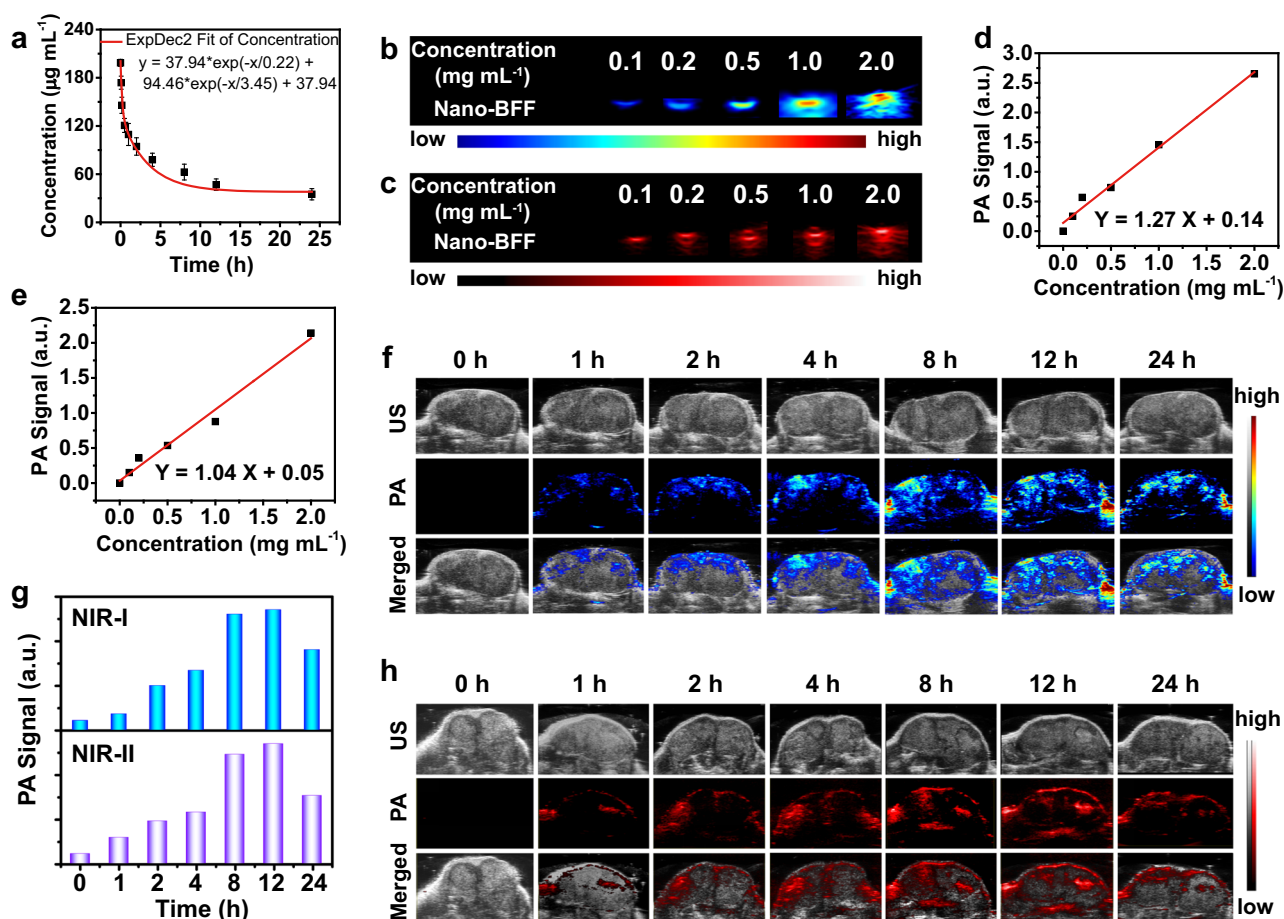 a
ExpDec2 Fit of Concentration
y = 37.94*exp(-x/0.22) +
94.46*exp(-x/3.45) + 37.94
240
180
120
60
0
Concentration (µg mL⁻¹)
0 5 10 15 20 25
Time (h)
b
Concentration
(mg mL⁻¹)
0.1 0.2 0.5 1.0 2.0
Nano-BFF
low high
c
Concentration
(mg mL⁻¹)
0.1 0.2 0.5 1.0 2.0
Nano-BFF
low high
d
3.0
2.5
2.0
1.5
1.0
0.5
0.0
PA Signal (a.u.)
Y = 1.27 X + 0.14
0.0 0.5 1.0 1.5 2.0
Concentration (mg mL⁻¹)
e
2.5
2.0
1.5
1.0
0.5
0.0
PA Signal (a.u.)
Y = 1.04 X + 0.05
0.0 0.5 1.0 1.5 2.0
Concentration (mg mL⁻¹)
f
0 h 1 h 2 h 4 h 8 h 12 h 24 h
US
PA
Merged
high
low
g
NIR-I
NIR-II
PA Signal (a.u.)
0 1 2 4 8 12 24
Time (h)
h
0 h 1 h 2 h 4 h 8 h 12 h 24 h
US
PA
Merged
high
low